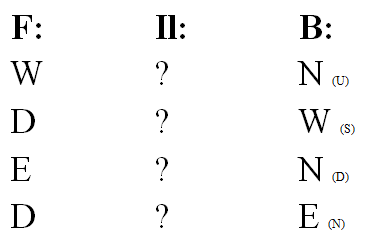 F: Il: B:
W ? N (U)
D ? W (S)
E ? N (D)
D ? E (N)